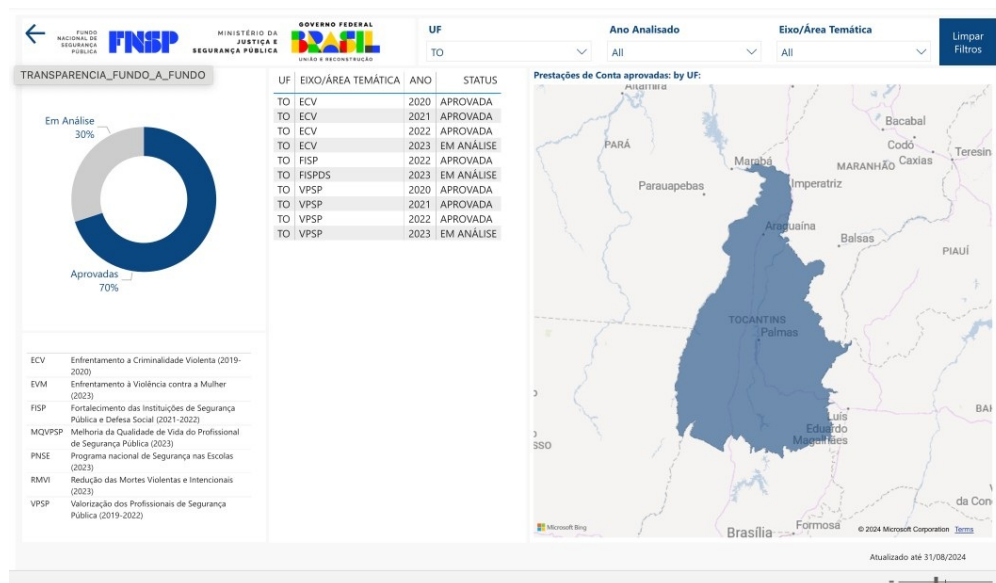 FUNDO
NACIONAL DE
SEGURANÇA
PÚBLICA
FNSP
MINISTÉRIO DA
JUSTIÇA E
SEGURANÇA PÚBLICA
GOVERNO FEDERAL
BRASIL
UNIÃO E RECONSTRUÇÃO
UF
TO
Ano Analisado
All
Eixo/Área Temática
All
Limpar
Filtros
TRANSPARENCIA_FUNDO_A_FUNDO
Em Análise
30%
Aprovadas
70%
UF EIXO/ÁREA TEMÁTICA ANO STATUS
TO ECV 2020 APROVADA
TO ECV 2021 APROVADA
TO ECV 2022 APROVADA
TO ECV 2023 EM ANÁLISE
TO FISP 2022 APROVADA
TO FISPDS 2023 EM ANÁLISE
TO VPSP 2020 APROVADA
TO VPSP 2021 APROVADA
TO VPSP 2022 APROVADA
TO VPSP 2023 EM ANÁLISE
ECV Enfrentamento a Criminalidade Violenta (2019-
2020)
EVM Enfrentamento à Violência contra a Mulher
(2023)
FISP Fortalecimento das Instituições de Segurança
Pública e Defesa Social (2021-2022)
MQVPSP Melhoria da Qualidade de Vida do Profissional
de Segurança Pública (2023)
PNSE Programa nacional de Segurança nas Escolas
(2023)
RMVI Redução das Mortes Violentas e Intencionais
(2023)
VPSP Valorização dos Profissionais de Segurança
Pública (2019-2022)
Prestações de Conta aprovadas: by UF:
Altamira
Bacabal
PARÁ
Codó
Caxias
Teresin
Marabá
MARANHÃO
Parauapebas
Imperatriz
Araguaína
Balsas
PIAUÍ
TOCANTINS
Palmas
Luís
Eduardo
Magalhães
BAH
SSO
da Con
Brasília
Formosa
Microsoft Bing
© 2024 Microsoft Corporation Terms
Atualizado até 31/08/2024